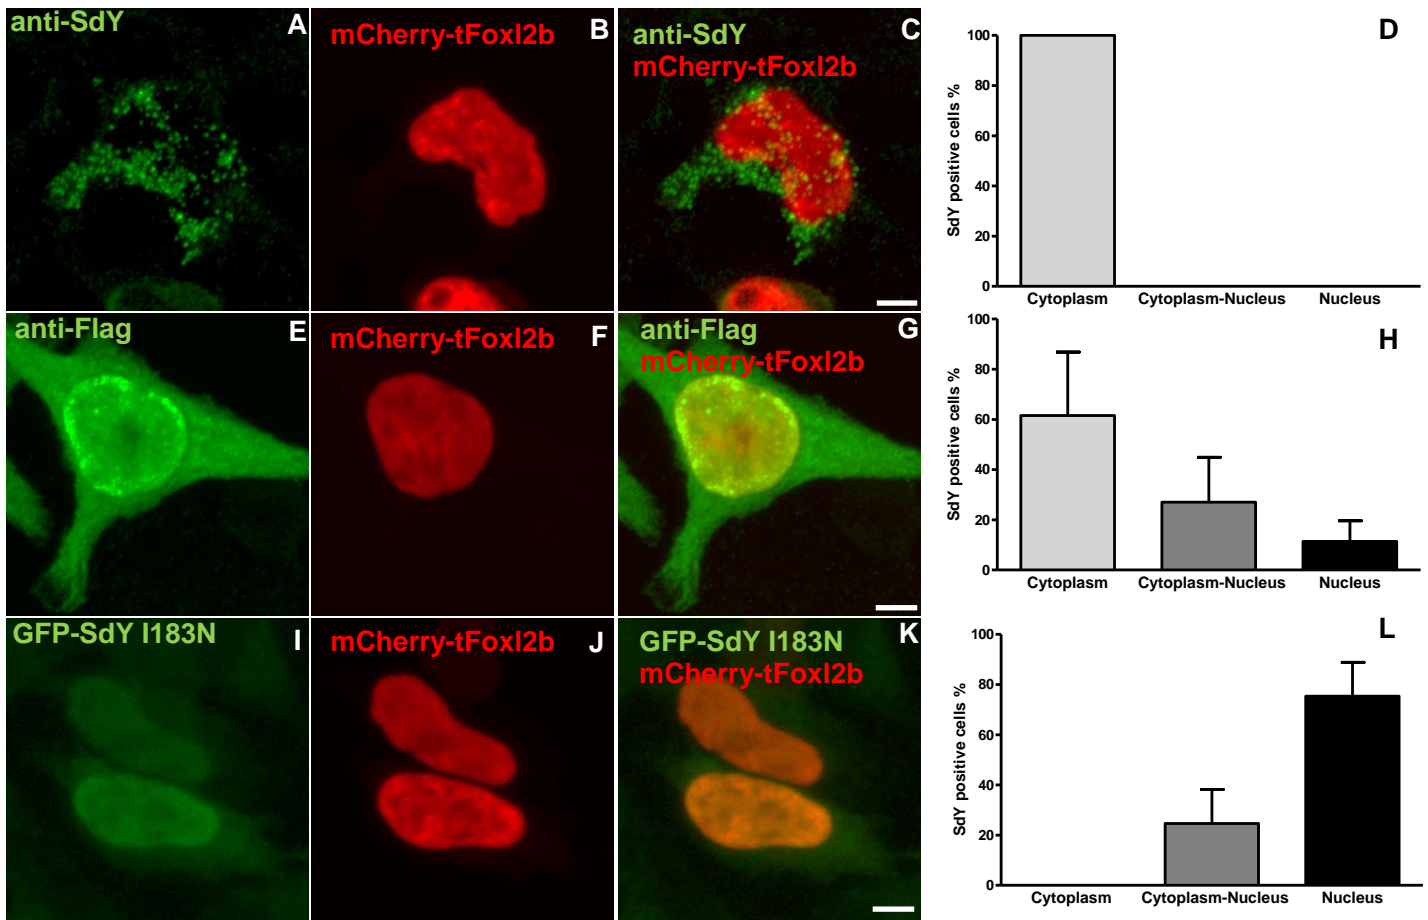 anti-SdY
A
mCherry-tFoxl2b
B
anti-SdY
mCherry-tFoxl2b
C
D
SdY positive cells %
100
80
60
40
20
0
Cytoplasm
Cytoplasm-Nucleus
Nucleus
anti-Flag
E
mCherry-tFoxl2b
F
anti-Flag
mCherry-tFoxl2b
G
H
SdY positive cells %
100
80
60
40
20
0
Cytoplasm
Cytoplasm-Nucleus
Nucleus
GFP-SdY I183N
I
mCherry-tFoxl2b
J
GFP-SdY I183N
mCherry-tFoxl2b
K
L
SdY positive cells %
100
80
60
40
20
0
Cytoplasm
Cytoplasm-Nucleus
Nucleus